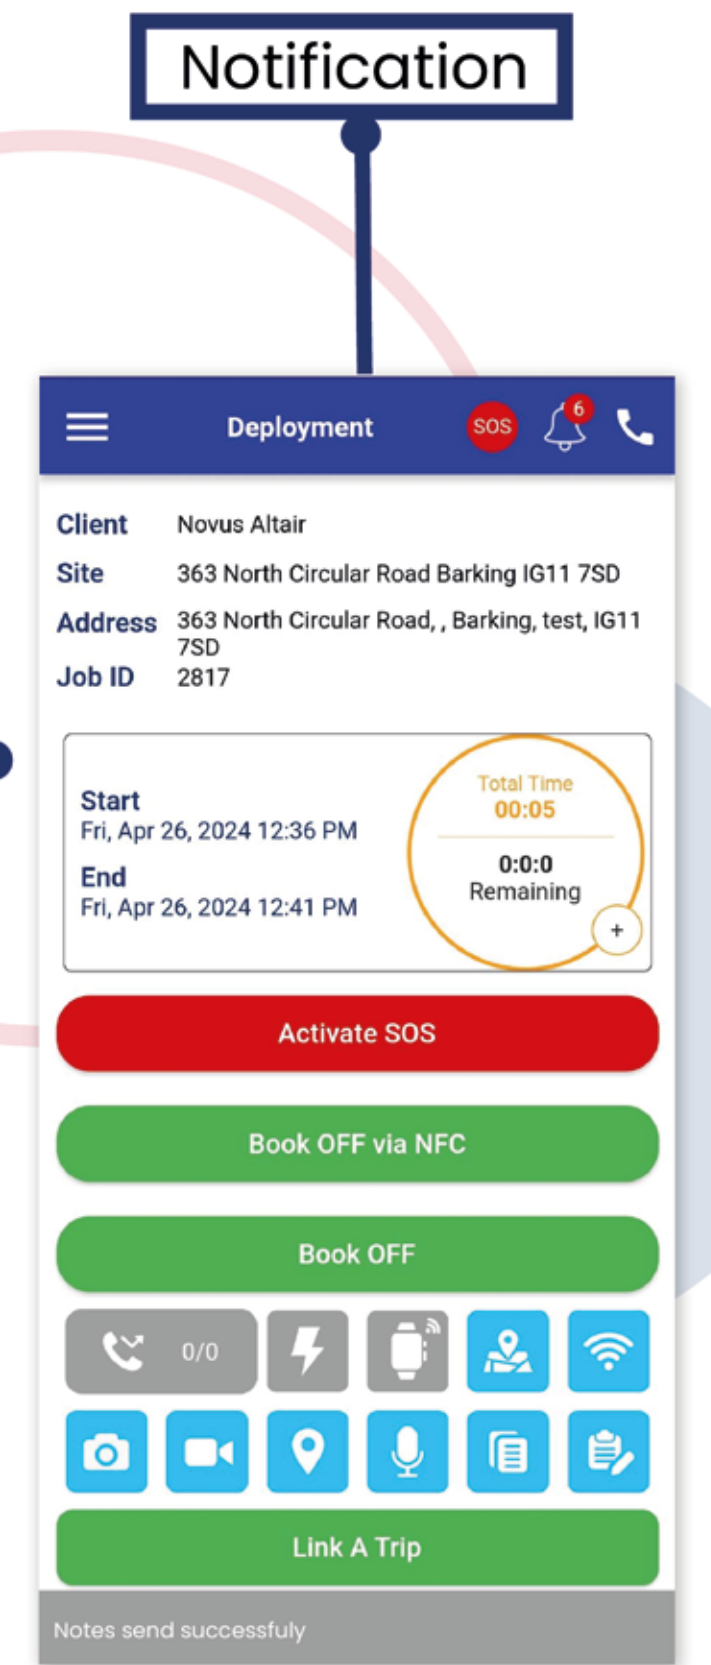 Notification
Deployment
SOS
6
Client Novus Altair
Site 363 North Circular Road Barking IG11 7SD
Address 363 North Circular Road, , Barking, test, IG11
7SD
Job ID 2817
Start
Fri, Apr 26, 2024 12:36 PM
End
Fri, Apr 26, 2024 12:41 PM
Total Time
00:05
0:0:0
Remaining
+
Activate SOS
Book OFF via NFC
Book OFF
0/0
Link A Trip
Notes send successfuly